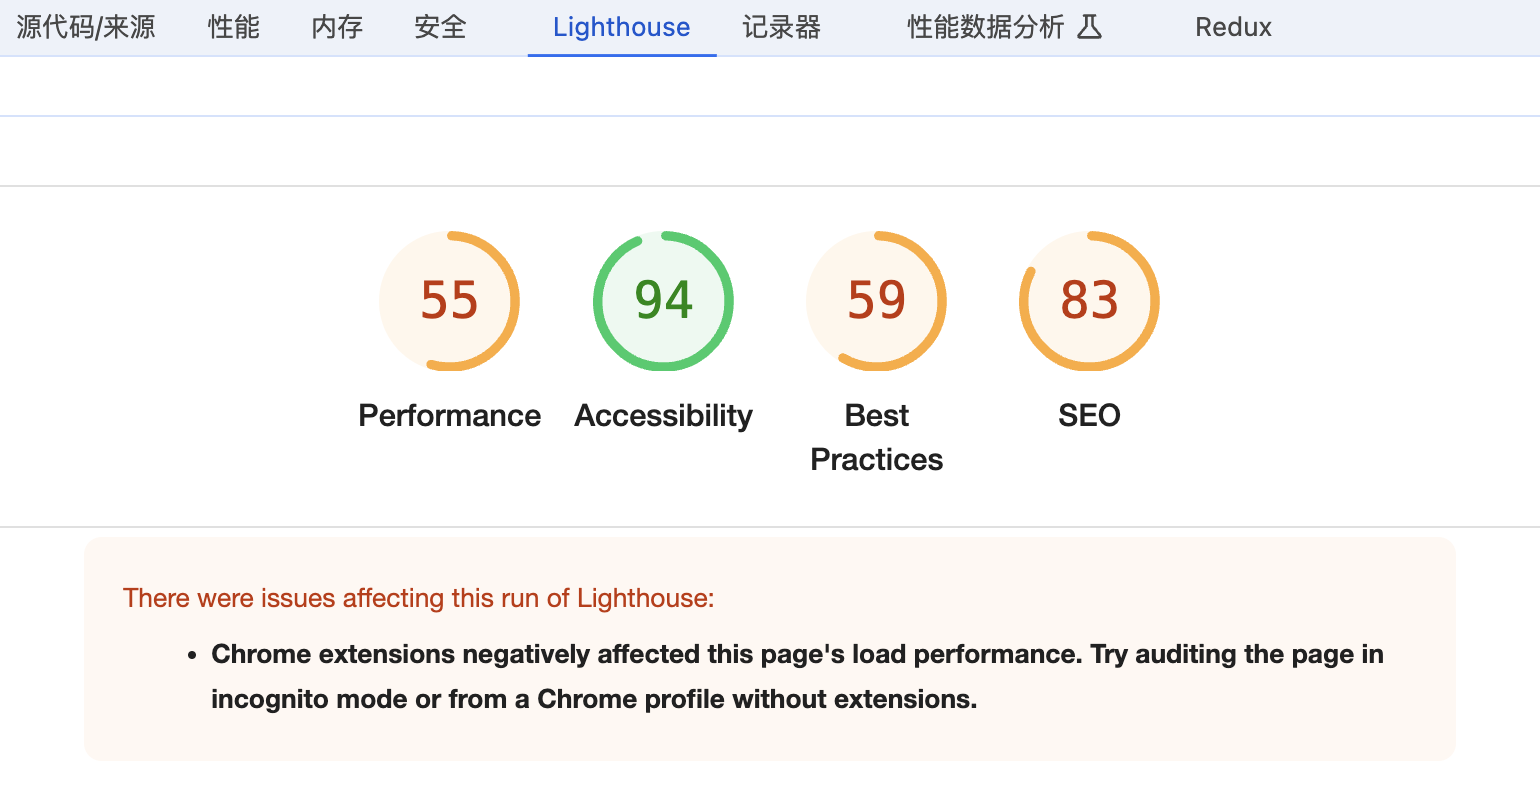 源代码/来源 性能 内存 安全 Lighthouse 记录器 性能数据分析 Redux
55 94 59 83
Performance Accessibility Best Practices SEO
There were issues affecting this run of Lighthouse:
• Chrome extensions negatively affected this page's load performance. Try auditing the page in
incognito mode or from a Chrome profile without extensions.